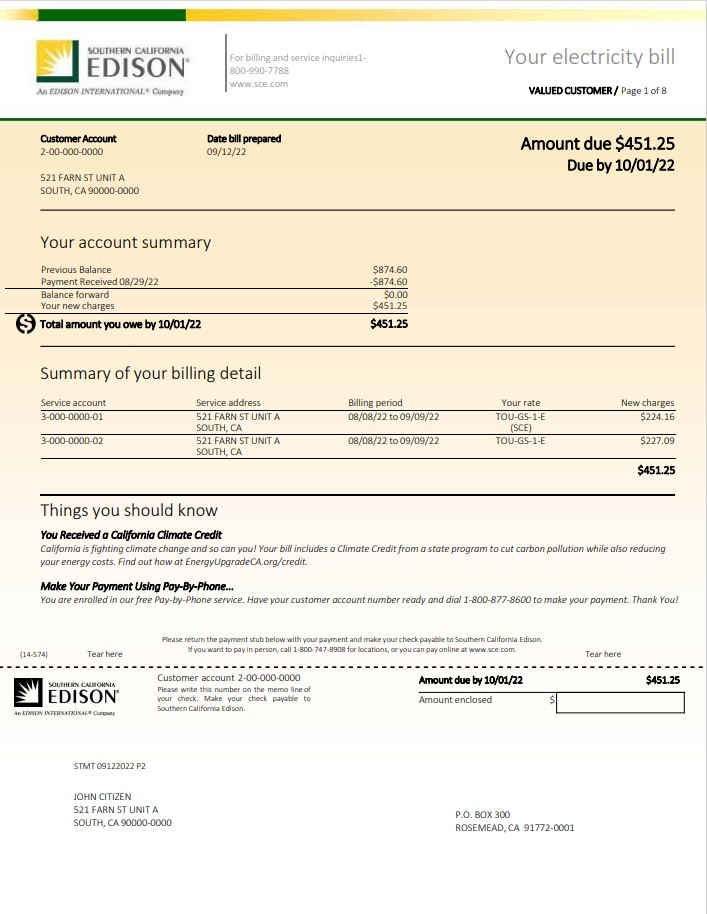 SOUTHERN CALIFORNIA
EDISON®
An EDISON INTERNATIONAL® Company
For billing and service inquiries1-
800-990-7788
www.sce.com
Your electricity bill
VALUED CUSTOMER / Page 1 of 8
Customer Account
2-00-000-0000
Date bill prepared
09/12/22
Amount due $451.25
Due by 10/01/22
521 FARN ST UNIT A
SOUTH, CA 90000-0000
Your account summary
Previous Balance $874.60
Payment Received 08/29/22 -$874.60
Balance forward $0.00
Your new charges $451.25
$ Total amount you owe by 10/01/22 $451.25
Summary of your billing detail
Service account Service address Billing period Your rate New charges
3-000-0000-01 521 FARN ST UNIT A 08/08/22 to 09/09/22 TOU-GS-1-E $224.16
SOUTH, CA (SCE)
3-000-0000-02 521 FARN ST UNIT A 08/08/22 to 09/09/22 TOU-GS-1-E $227.09
SOUTH, CA
$451.25
Things you should know
You Received a California Climate Credit
California is fighting climate change and so can you! Your bill includes a Climate Credit from a state program to cut carbon pollution while also reducing
your energy costs. Find out how at EnergyUpgradeCA.org/credit.
Make Your Payment Using Pay-By-Phone...
You are enrolled in our free Pay-by-Phone service. Have your customer account number ready and dial 1-800-877-8600 to make your payment. Thank You!
Please return the payment stub below with your payment and make your check payable to Southern California Edison.
If you want to pay in person, call 1-800-747-8908 for locations, or you can pay online at www.sce.com.
(14-574) Tear here Tear here
SOUTHERN CALIFORNIA
EDISON®
An EDISON INTERNATIONAL® Company
Customer account 2-00-000-0000
Please write this number on the memo line of
your check. Make your check payable to
Southern California Edison.
Amount due by 10/01/22 $451.25
Amount enclosed $
STMT 09122022 P2
JOHN CITIZEN
521 FARN ST UNIT A
SOUTH, CA 90000-0000
P.O. BOX 300
ROSEMEAD, CA 91772-0001